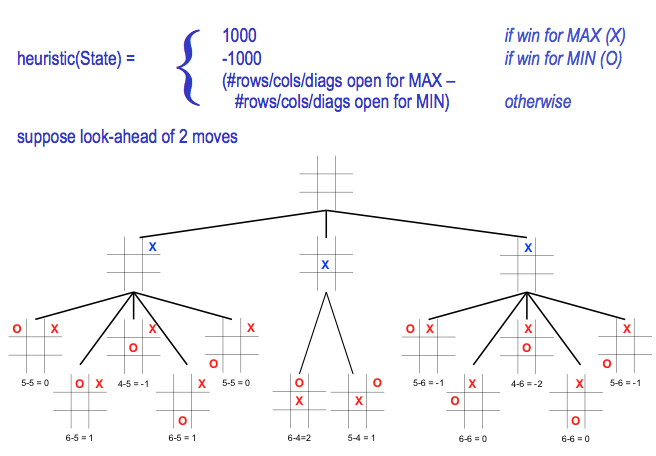 1000 if win for MAX (X)
heuristic(State) = { -1000 if win for MIN (O)
(#rows/cols/diags open for MAX –
#rows/cols/diags open for MIN) otherwise
suppose look-ahead of 2 moves
X
X
X
O X
X
O
X
O
O X
X
O
X
O
5-5 = 0
4-5 = -1
5-5 = 0
5-6 = -1
4-6 = -2
5-6 = -1
O X
X
O
O
X
O
X
X
O
X
O
6-5 = 1
6-5 = 1
6-4=2
5-4 = 1
6-6 = 0
6-6 = 0